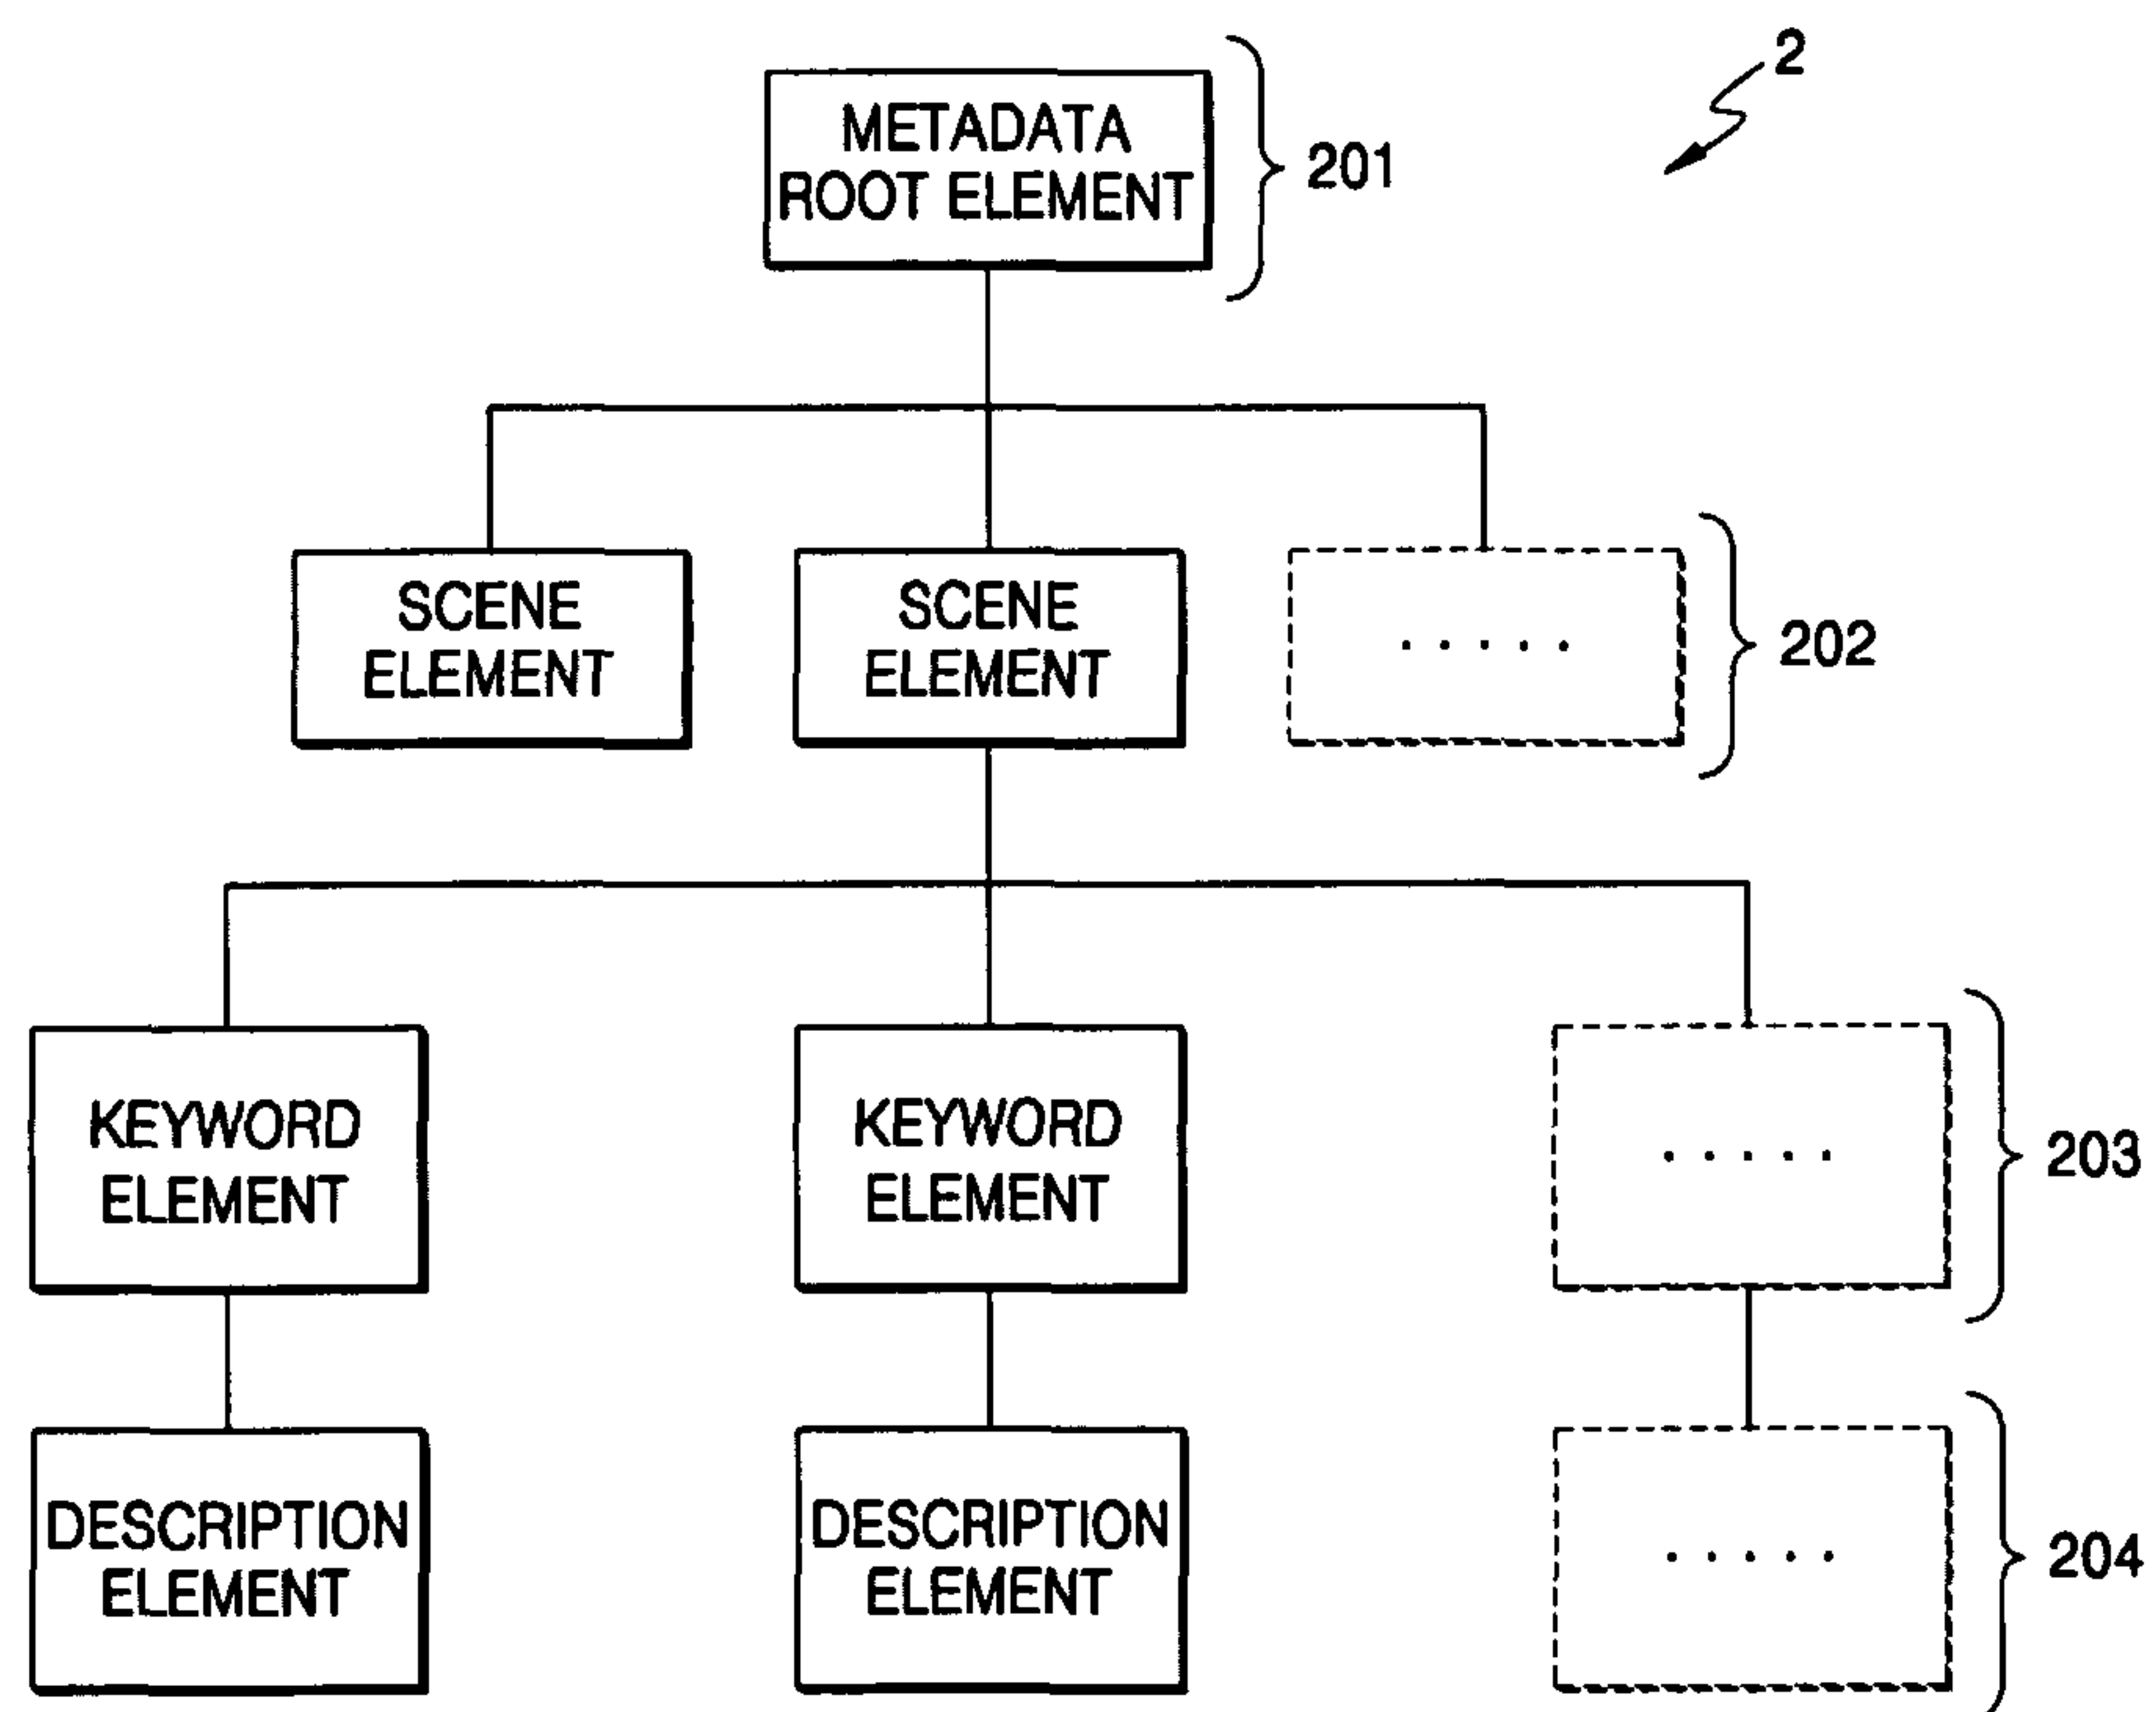 2
METADATA
ROOT ELEMENT
201
SCENE
ELEMENT
SCENE
ELEMENT
.....
202
KEYWORD
ELEMENT
KEYWORD
ELEMENT
.....
203
DESCRIPTION
ELEMENT
DESCRIPTION
ELEMENT
.....
204